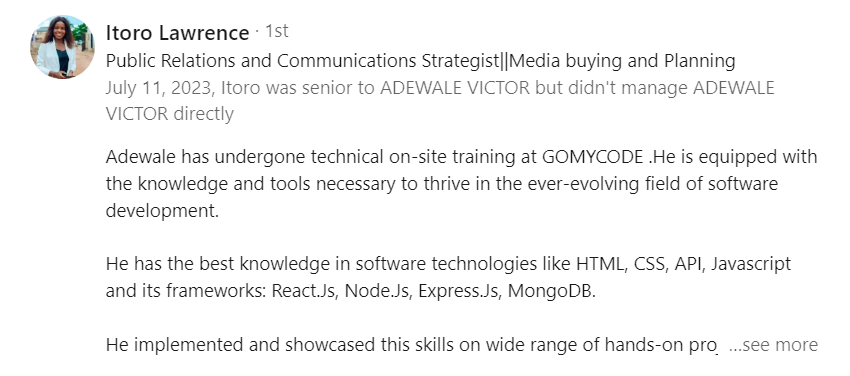 Itoro Lawrence · 1st
Public Relations and Communications Strategist||Media buying and Planning
July 11, 2023, Itoro was senior to ADEWALE VICTOR but didn't manage ADEWALE
VICTOR directly
Adewale has undergone technical on-site training at GOMYCODE .He is equipped with
the knowledge and tools necessary to thrive in the ever-evolving field of software
development.
He has the best knowledge in software technologies like HTML, CSS, API, Javascript
and its frameworks: React.Js, Node.Js, Express.Js, MongoDB.
He implemented and showcased this skills on wide range of hands-on pro ...see more